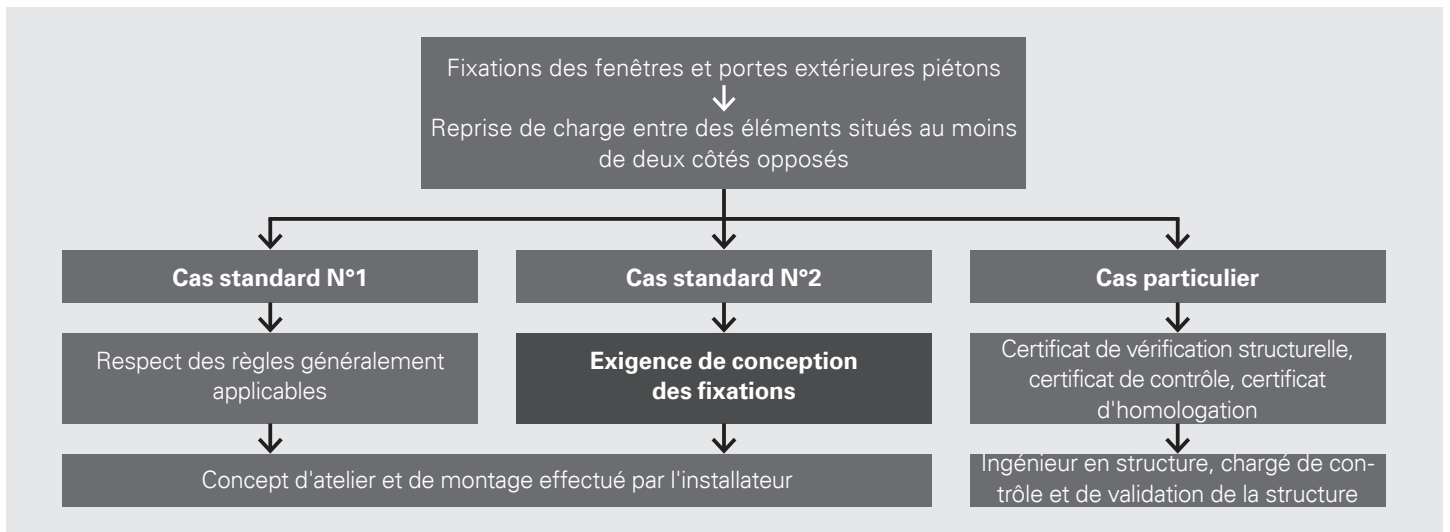 Fixations des fenêtres et portes extérieures piétons
Reprise de charge entre des éléments situés au moins
de deux côtés opposés
Cas standard N°1
Cas standard N°2
Cas particulier
Respect des règles généralement
applicables
Exigence de conception
des fixations
Certificat de vérification structurelle,
certificat de contrôle, certificat
d'homologation
Concept d'atelier et de montage effectué par l'installateur
Ingénieur en structure, chargé de con-
trôle et de validation de la structure